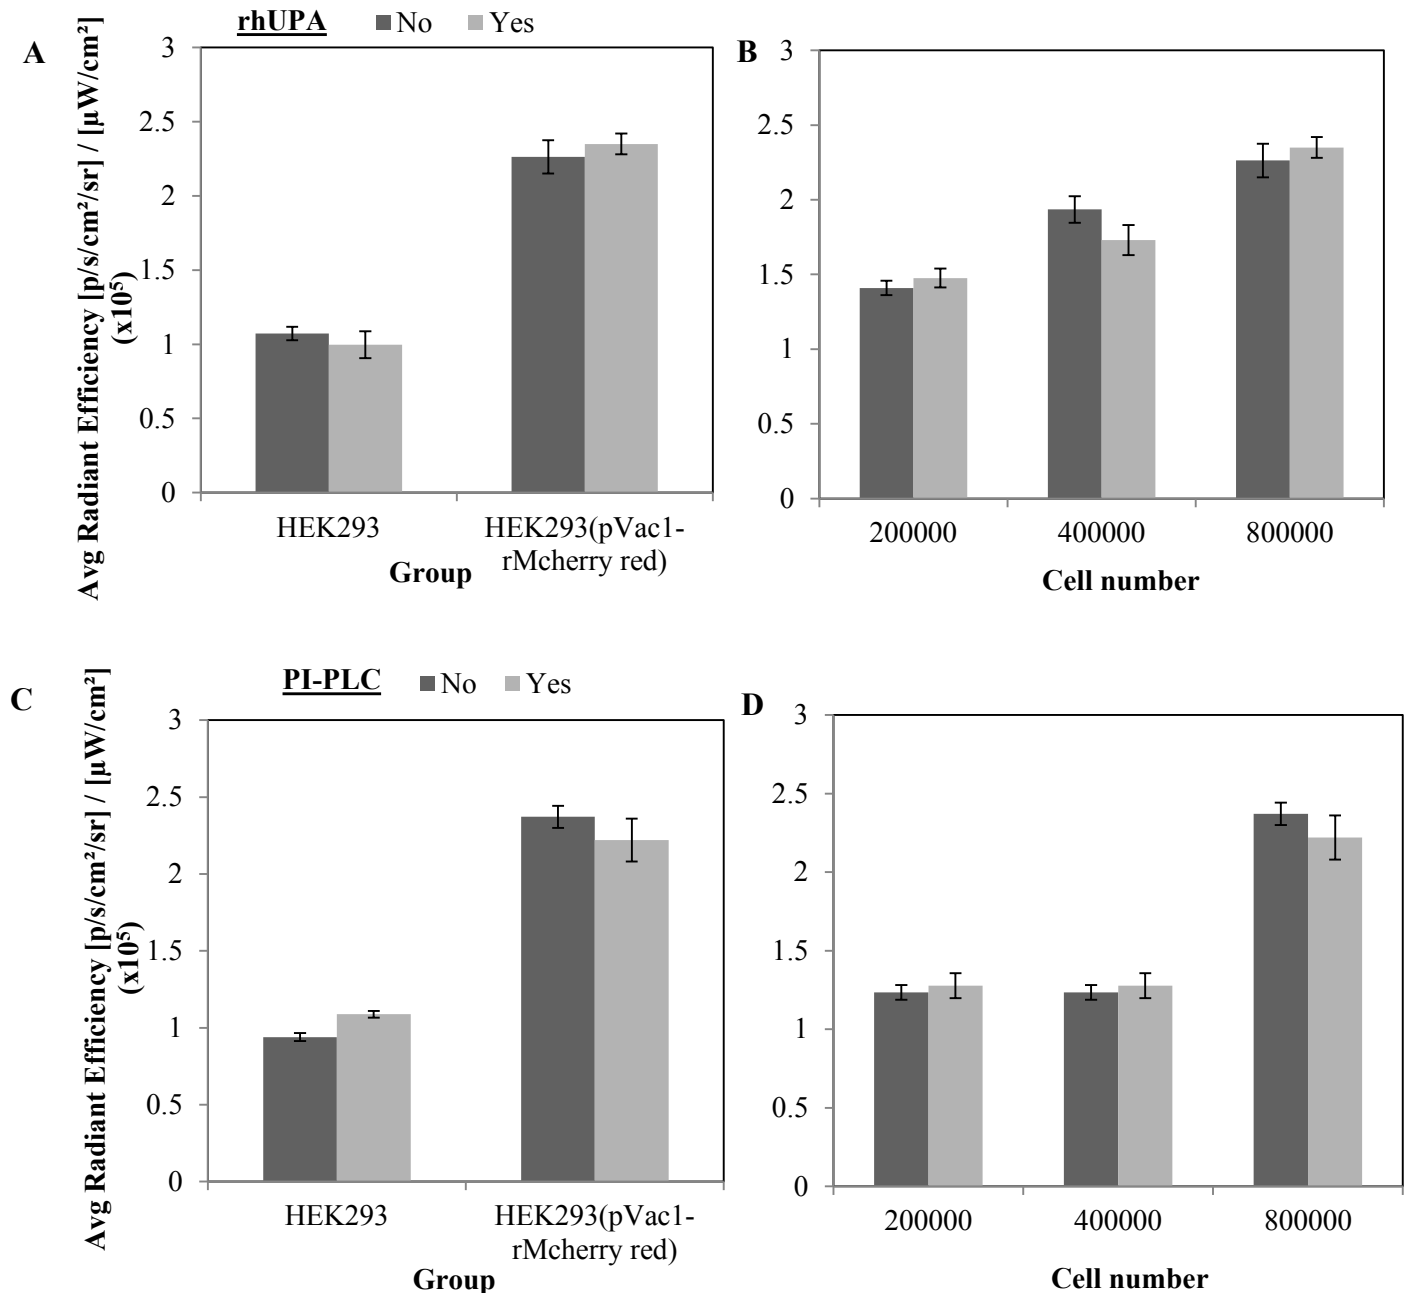 A
rhUPA No Yes
Avg Radiant Efficiency [p/s/cm²/sr] / [µW/cm²]
(x10⁵)
3
2.5
2
1.5
1
0.5
0
HEK293
HEK293(pVac1-
rMcherry red)
Group
B
3
2.5
2
1.5
1
0.5
0
200000 400000 800000
Cell number
C
PI-PLC No Yes
Avg Radiant Efficiency [p/s/cm²/sr] / [µW/cm²]
(x10⁵)
3
2.5
2
1.5
1
0.5
0
HEK293
HEK293(pVac1-
rMcherry red)
Group
D
3
2.5
2
1.5
1
0.5
0
200000 400000 800000
Cell number